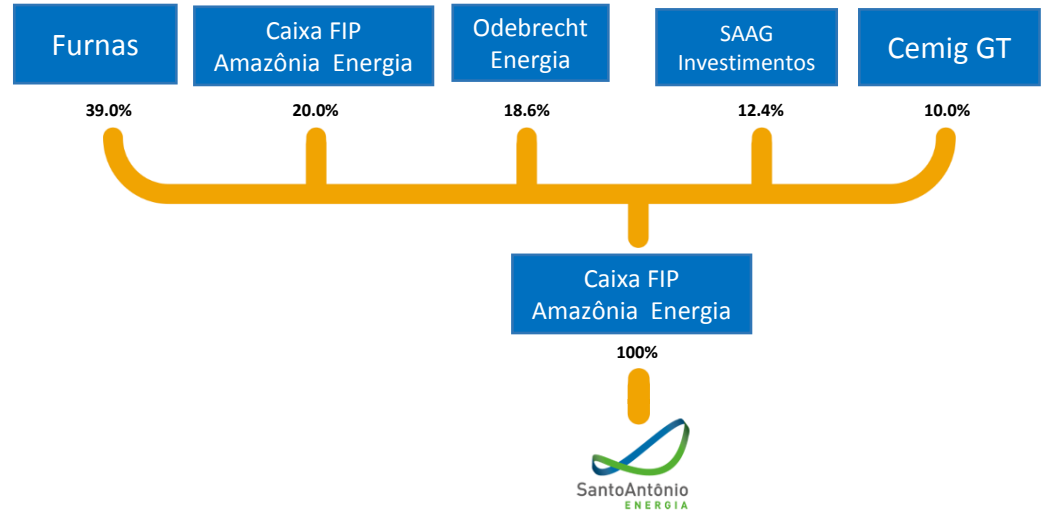 Furnas
Caixa FIP
Amazônia Energia
Odebrecht
Energia
SAAG
Investimentos
Cemig GT
39.0%
20.0%
18.6%
12.4%
10.0%
Caixa FIP
Amazônia Energia
100%
SantoAntônio
ENERGIA